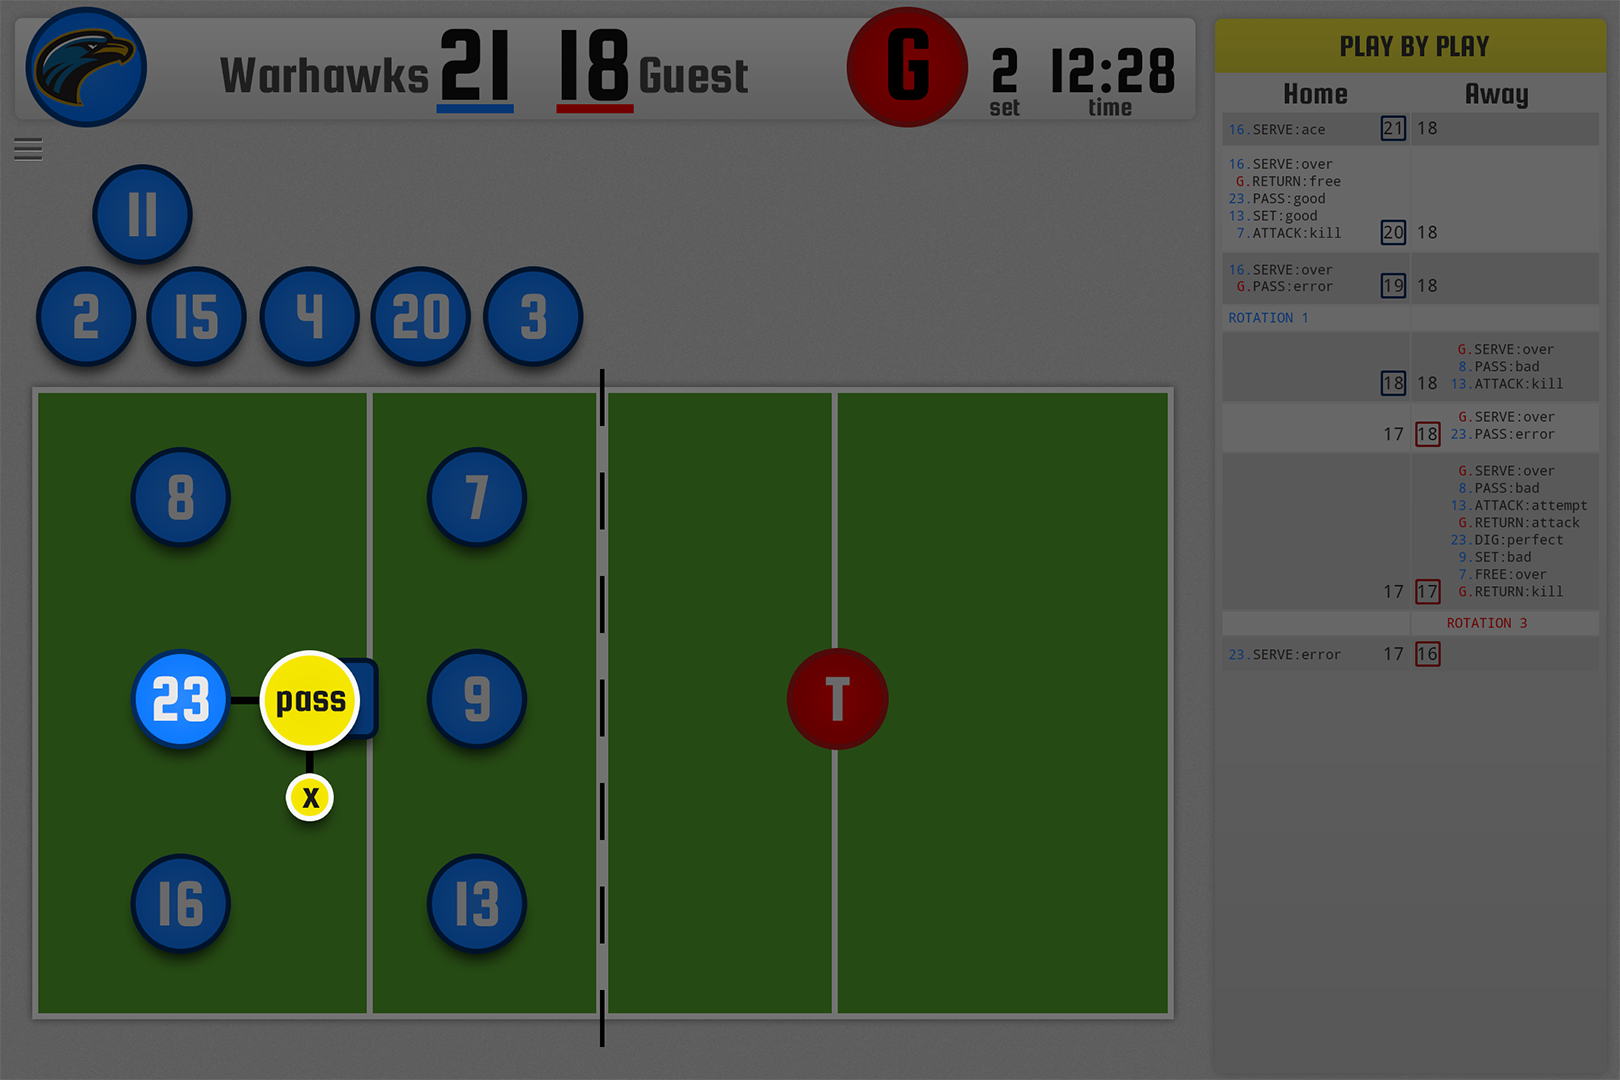 Warhawks 21 18 Guest G 2 12:28
set time
11
2 15 4 20 3
8 7
23 pass 9 T
X
16 13
PLAY BY PLAY
Home Away
16.SERVE:ace 21 18
16.SERVE:over
G.RETURN:free
23.PASS:good
13.SET:good
7.ATTACK:kill 20 18
16.SERVE:over
G.PASS:error 19 18
ROTATION 1
G.SERVE:over
8.PASS:bad
18 18 13.ATTACK:kill
G.SERVE:over
17 18 23.PASS:error
G.SERVE:over
8.PASS:bad
13.ATTACK:attempt
G.RETURN:attack
23.DIG:perfect
9.SET:bad
7.FREE:over
17 17 G.RETURN:kill
ROTATION 3
23.SERVE:error 17 16